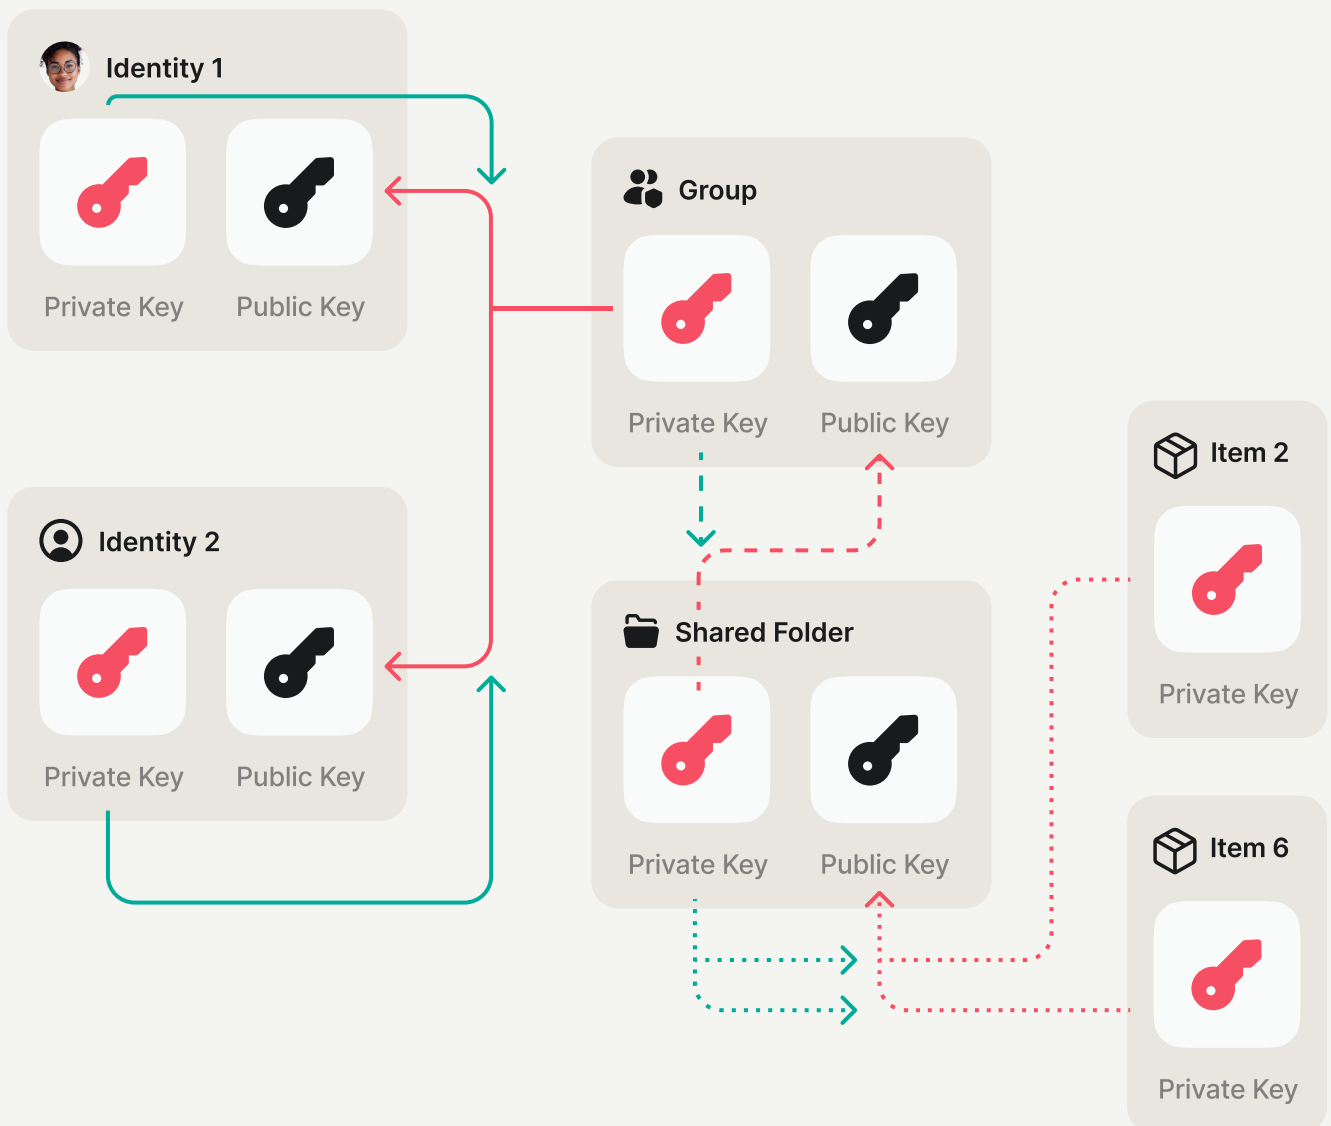 Identity 1
Private Key Public Key
Group
Private Key Public Key
Identity 2
Private Key Public Key
Shared Folder
Private Key Public Key
Item 2
Private Key
Item 6
Private Key